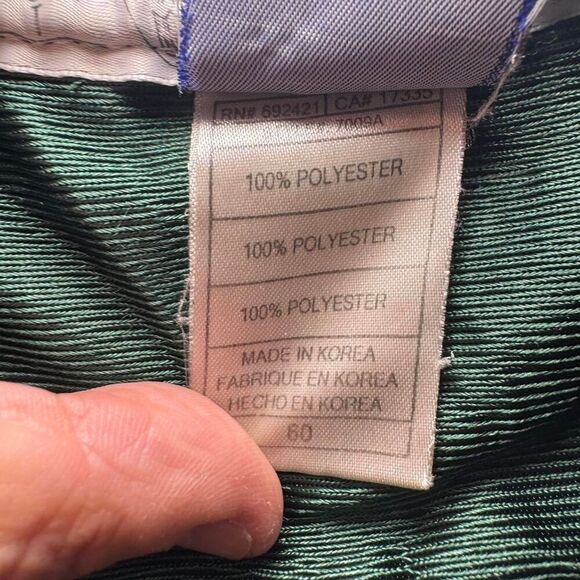 RN# 692421 CA# 17335
7009A
100% POLYESTER
100% POLYESTER
100% POLYESTER
MADE IN KOREA
FABRIQUE EN KOREA
HECHO EN KOREA
60